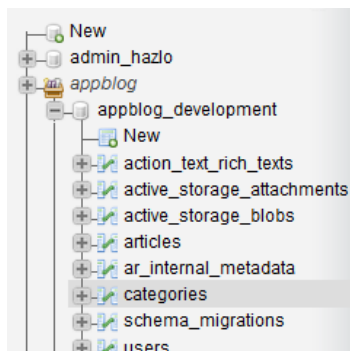 New
admin_hazlo
appblog
appblog_development
New
action_text_rich_texts
active_storage_attachments
active_storage_blobs
articles
ar_internal_metadata
categories
schema_migrations
users